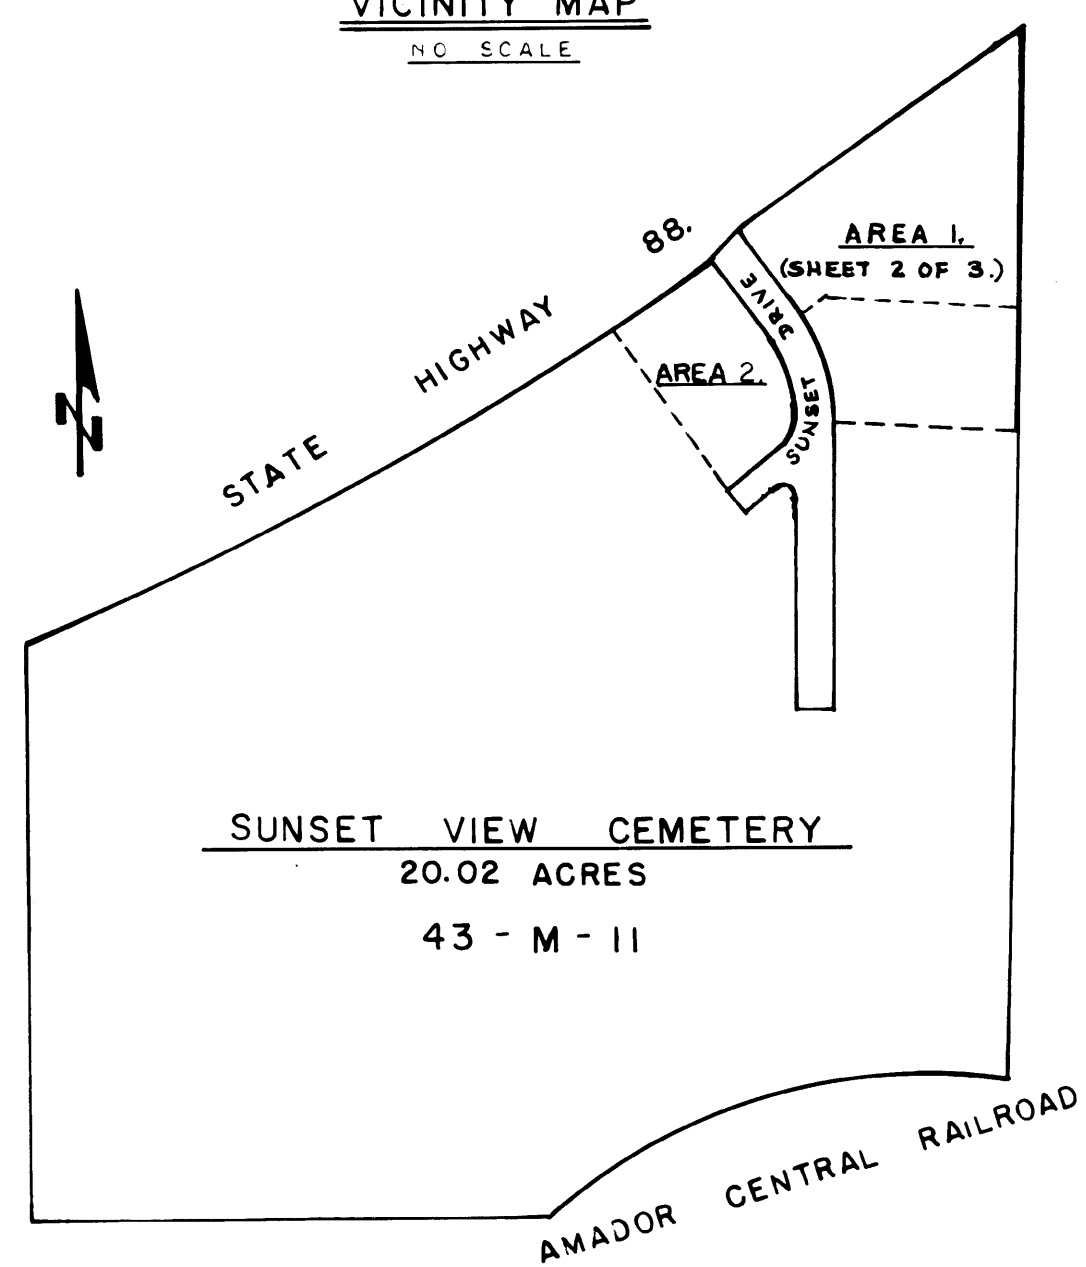 VICINITY MAP
NO SCALE
STATE HIGHWAY 88.
AREA 1.
(SHEET 2 OF 3.)
SUNSET DRIVE
AREA 2.
N
SUNSET VIEW CEMETERY
20.02 ACRES
43 - M - 11
AMADOR CENTRAL RAILROAD